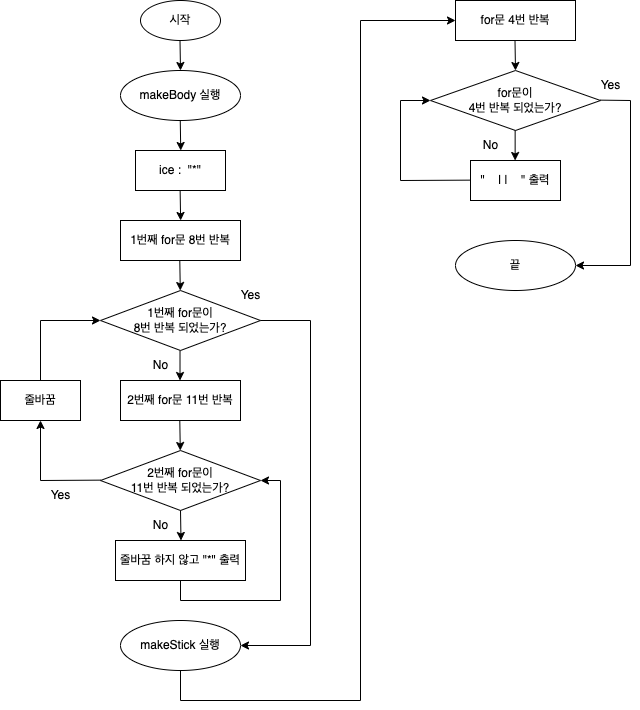 시작
makeBody 실행
ice : "*"
1번째 for문 8번 반복
1번째 for문이
8번 반복 되었는가?
Yes
No
줄바꿈
2번째 for문 11번 반복
2번째 for문이
11번 반복 되었는가?
Yes
No
줄바꿈 하지 않고 "*" 출력
makeStick 실행
for문 4번 반복
for문이
4번 반복 되었는가?
Yes
No
"    ||    " 출력
끝